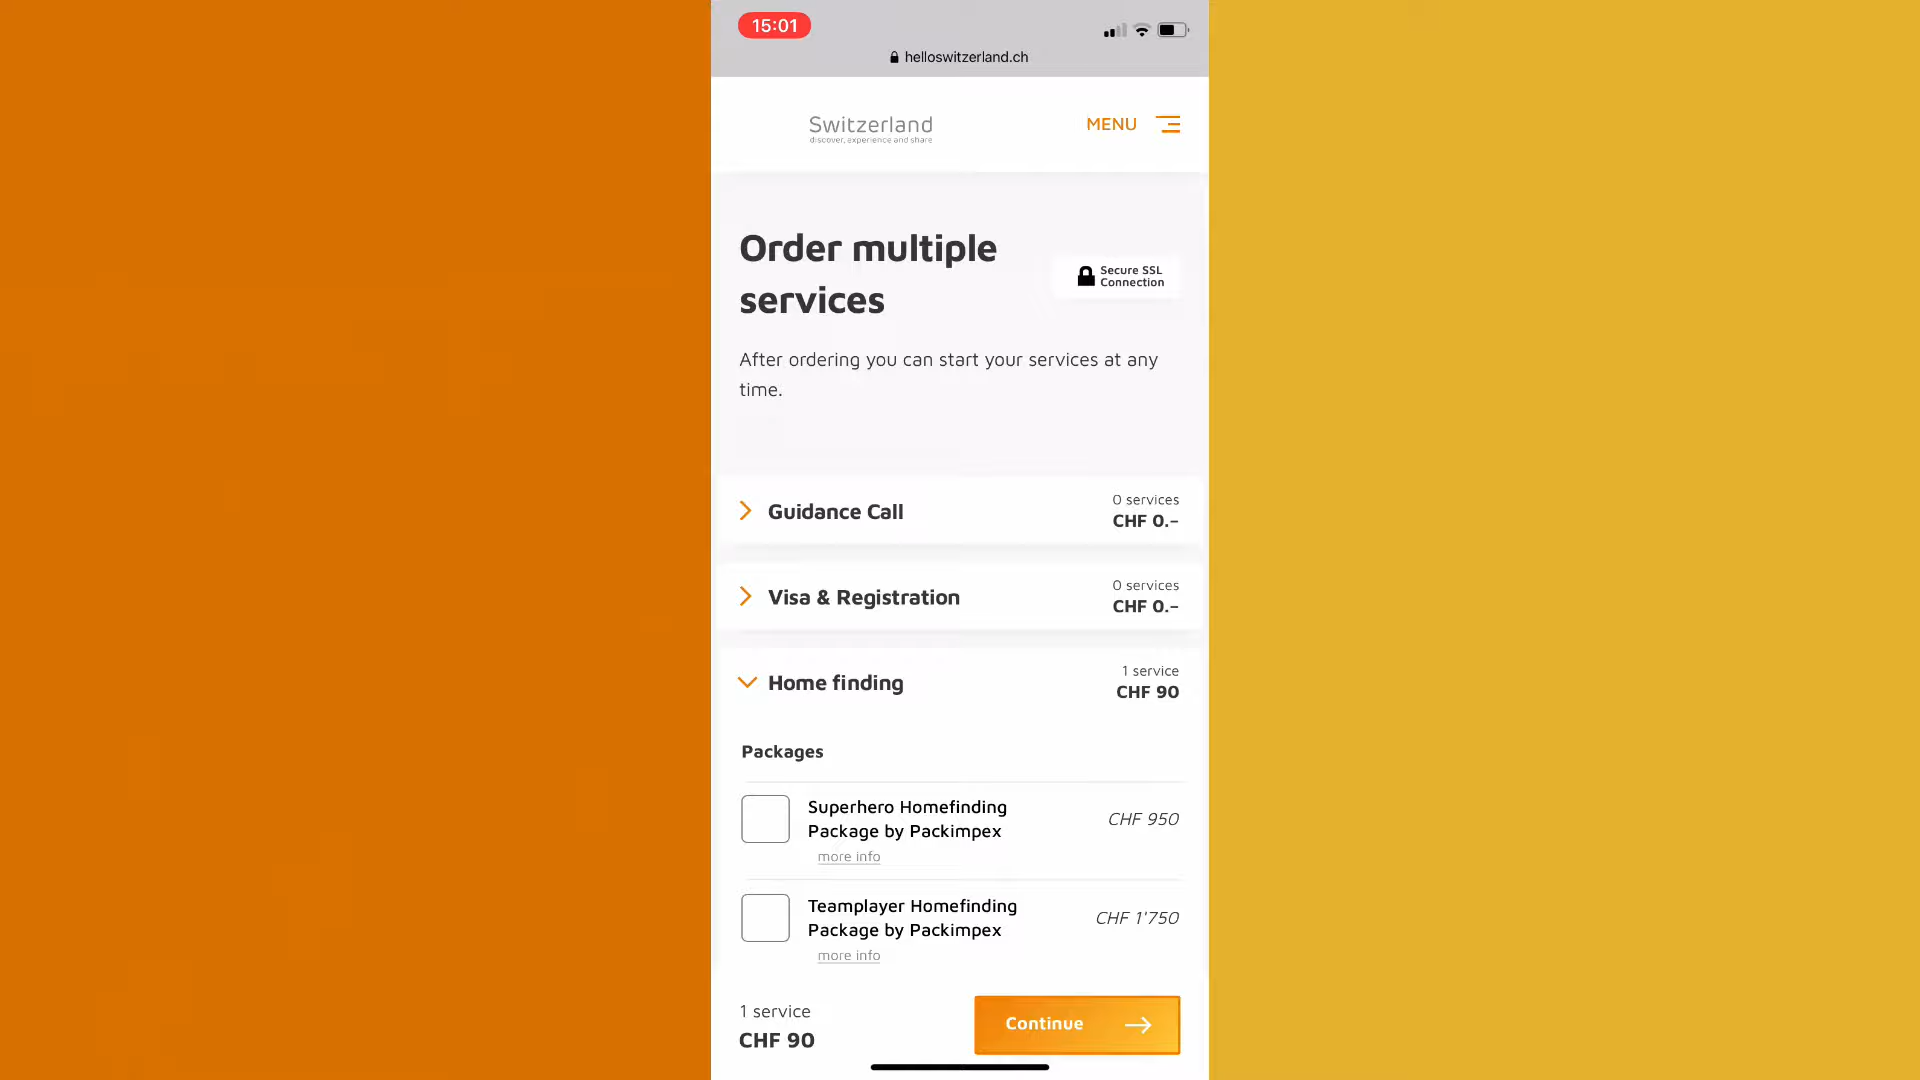 15:01
helloswitzerland.ch
Switzerland
discover, experience and share
MENU
Order multiple
services
Secure SSL
Connection
After ordering you can start your services at any
time.
Guidance Call
0 services
CHF 0.–
Visa & Registration
0 services
CHF 0.–
Home finding
1 service
CHF 90
Packages
Superhero Homefinding
Package by Packimpex
CHF 950
more info
Teamplayer Homefinding
Package by Packimpex
CHF 1'750
more info
1 service
CHF 90
Continue